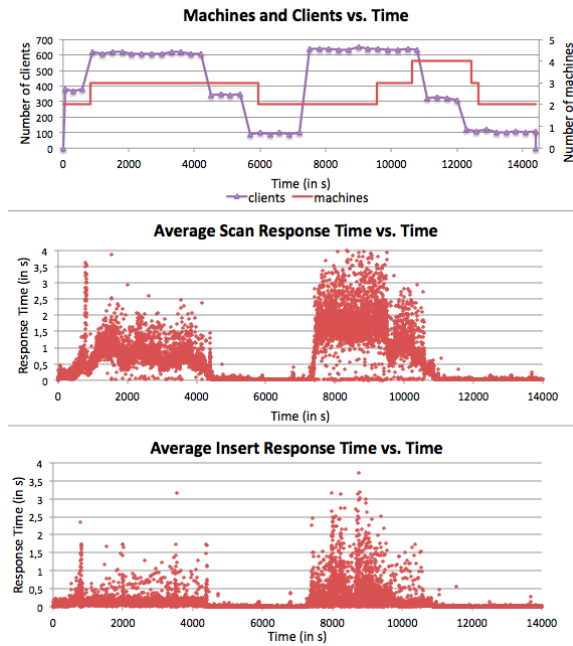 Machines and Clients vs. Time
Number of clients
700
600
500
400
300
200
100
0
5
4
3
2
1
0
Number of machines
0 2000 4000 6000 8000 10000 12000 14000
Time (in s)
clients machines
Average Scan Response Time vs. Time
Response Time (in s)
4
3,5
3
2,5
2
1,5
1
0,5
0
0 2000 4000 6000 8000 10000 12000 14000
Time (in s)
Average Insert Response Time vs. Time
Response Time (in s)
4
3,5
3
2,5
2
1,5
1
0,5
0
0 2000 4000 6000 8000 10000 12000 14000
Time (in s)